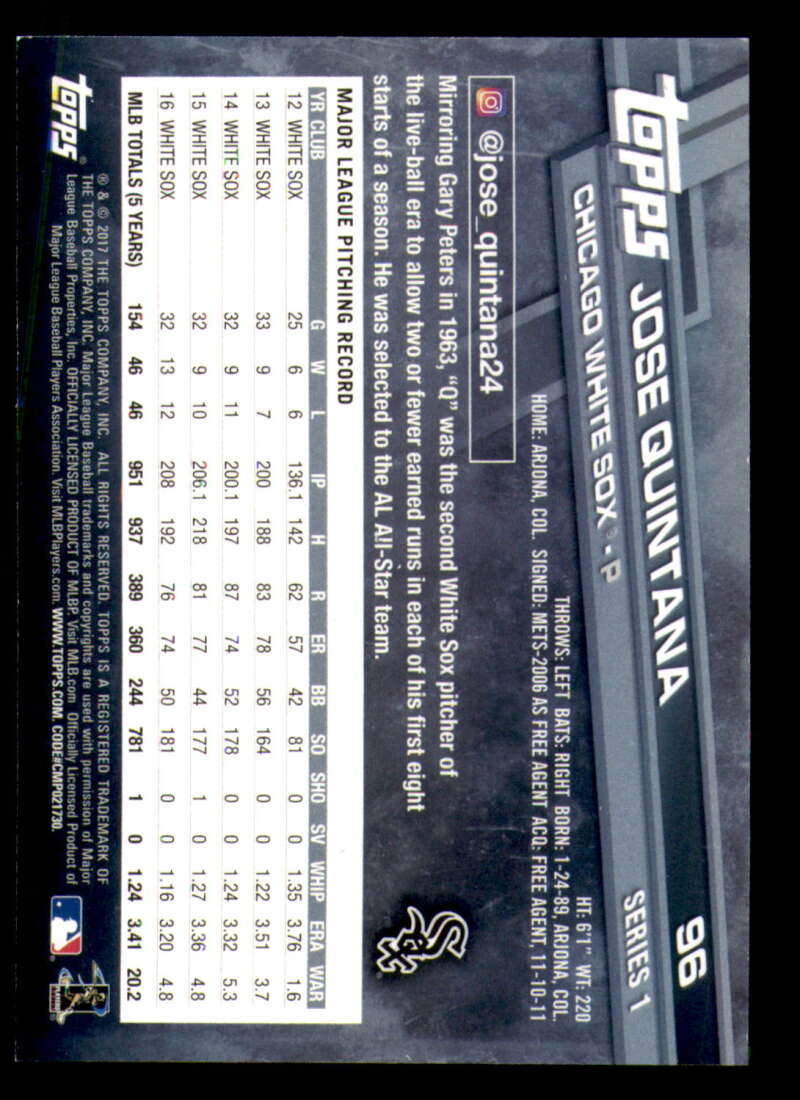 topps JOSE QUINTANA 96
CHICAGO WHITE SOX® • P SERIES 1
HT: 6'1" WT: 220
THROWS: LEFT BATS: RIGHT BORN: 1-24-89, ARJONA, COL.
HOME: ARJONA, COL. SIGNED: METS-2006 AS FREE AGENT ACQ: FREE AGENT, 11-10-11
@jose_quintana24
Mirroring Gary Peters in 1963, “Q” was the second White Sox pitcher of
the live-ball era to allow two or fewer earned runs in each of his first eight
starts of a season. He was selected to the AL All-Star team.
Sox
MAJOR LEAGUE PITCHING RECORD
YR CLUB G W L IP H R ER BB SO SHO SV WHIP ERA WAR
12 WHITE SOX 25 6 6 136.1 142 62 57 42 81 0 0 1.35 3.76 1.6
13 WHITE SOX 33 9 7 200 188 83 78 56 164 0 0 1.22 3.51 3.7
14 WHITE SOX 32 9 11 200.1 197 87 74 52 178 0 0 1.24 3.32 5.3
15 WHITE SOX 32 9 10 206.1 218 81 77 44 177 1 0 1.27 3.36 4.8
16 WHITE SOX 32 13 12 208 192 76 74 50 181 0 0 1.16 3.20 4.8
MLB TOTALS (5 YEARS) 154 46 46 951 937 389 360 244 781 1 0 1.24 3.41 20.2
topps®
® & © 2017 THE TOPPS COMPANY, INC. ALL RIGHTS RESERVED. TOPPS IS A REGISTERED TRADEMARK OF
THE TOPPS COMPANY, INC. Major League Baseball trademarks and copyrights are used with permission of Major
League Baseball Properties, Inc. OFFICIALLY LICENSED PRODUCT OF MLBP. Visit MLB.com Officially Licensed Product of
Major League Baseball Players Association. Visit MLBPlayers.com. WWW.TOPPS.COM. CODE#CMP021730.